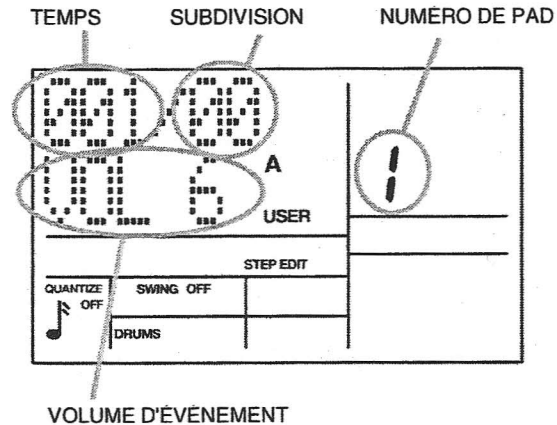 TEMPS SUBDIVISION NUMÉRO DE PAD
001/00
VOL 6 A 1
USER
STEP EDIT
QUANTIZE SWING OFF
OFF
DRUMS
VOLUME D'ÉVÉNEMENT